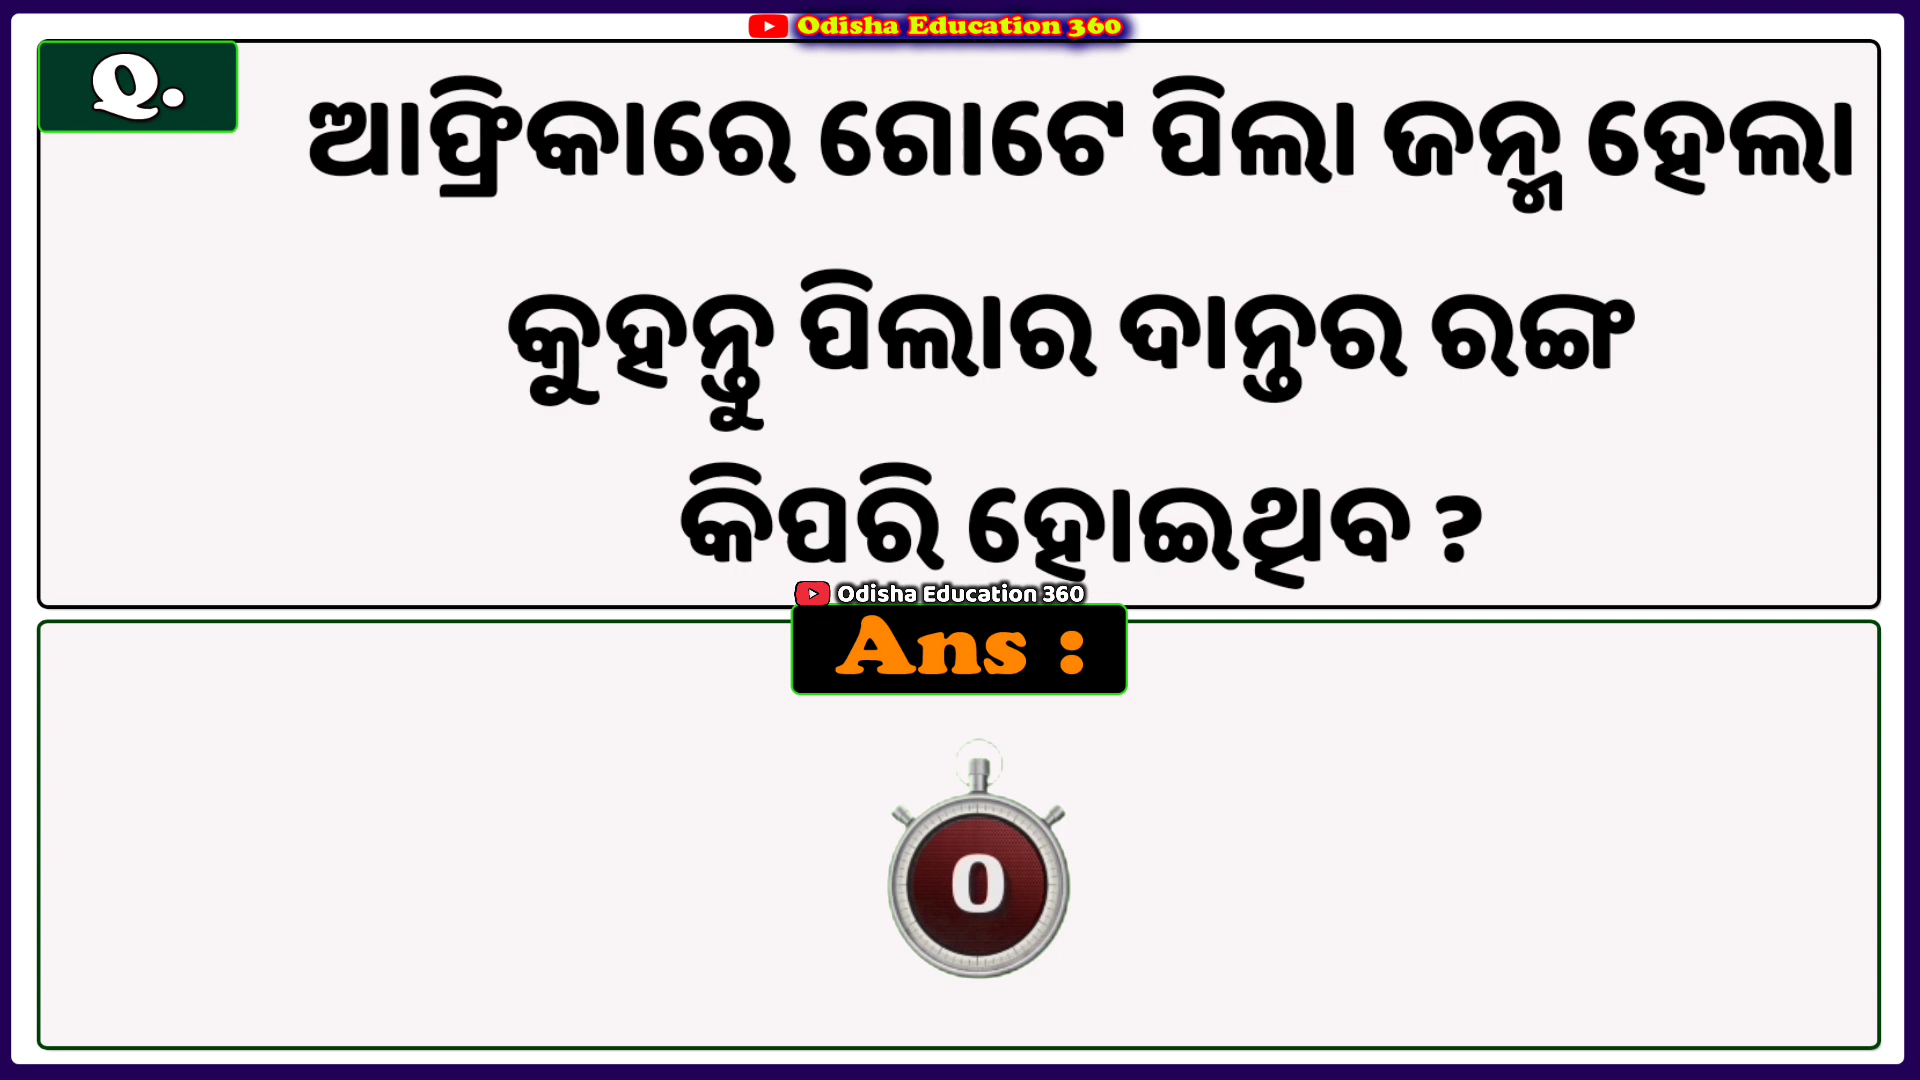 Odisha Education 360
Q.
ଆଫ୍ରିକାରେ ଗୋଟେ ପିଲା ଜନ୍ମ ହେଲା
କୁହନ୍ତୁ ପିଲାର ଦାନ୍ତର ରଙ୍ଗ
କିପରି ହୋଇଥିବ ?
Odisha Education 360
Ans :
0